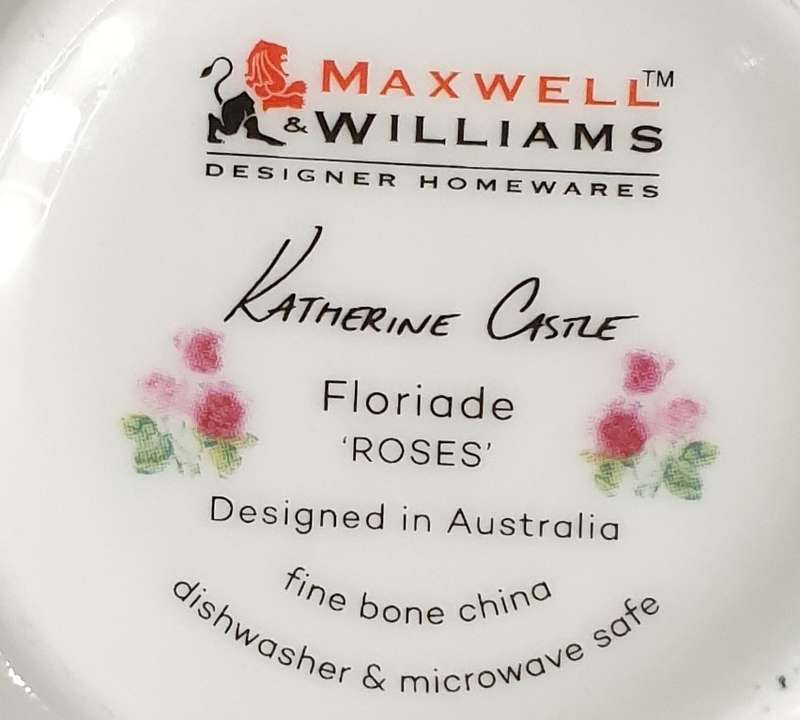 MAXWELL™
& WILLIAMS
DESIGNER HOMEWARES
KATHERINE CASTLE
Floriade
'ROSES'
Designed in Australia
fine bone china
dishwasher & microwave safe